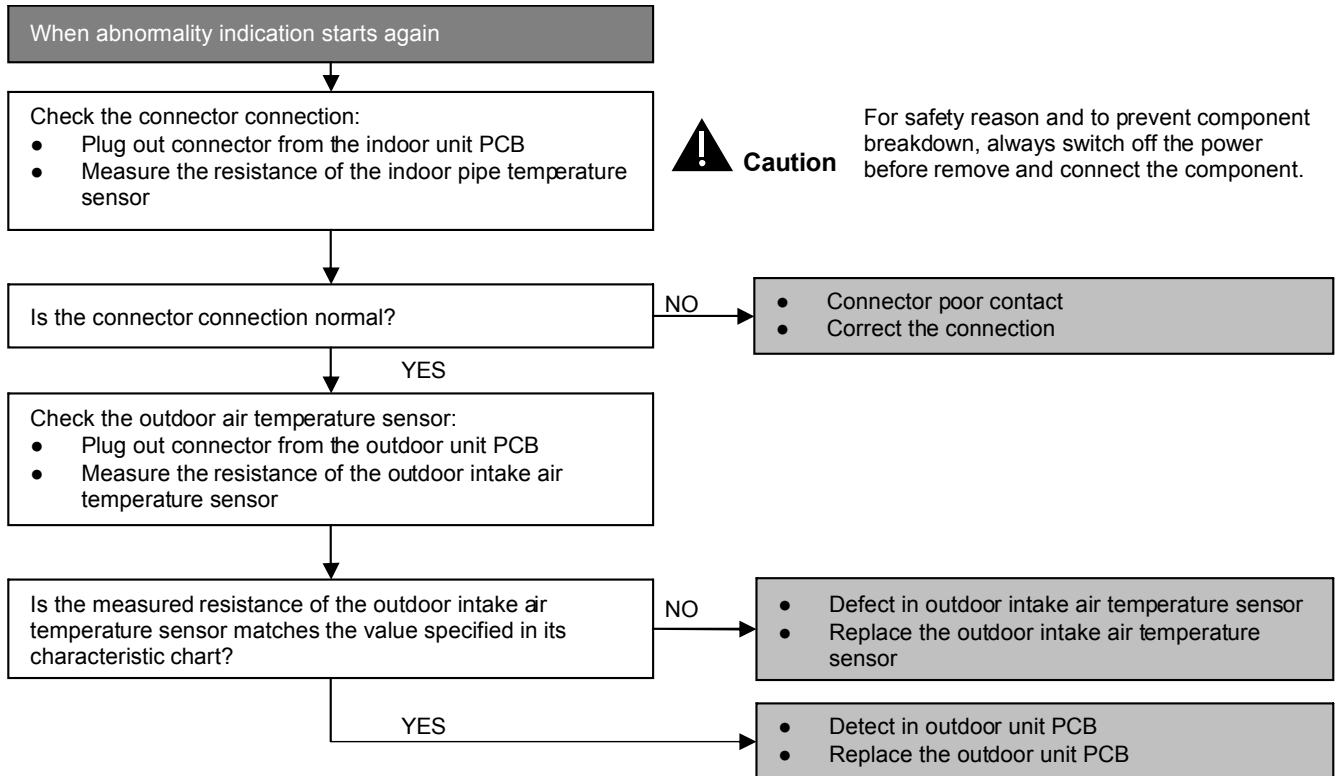 When abnormality indication starts again
Check the connector connection:
● Plug out connector from the indoor unit PCB
● Measure the resistance of the indoor pipe temperature
sensor
Caution
For safety reason and to prevent component
breakdown, always switch off the power
before remove and connect the component.
Is the connector connection normal?
NO
● Connector poor contact
● Correct the connection
YES
Check the outdoor air temperature sensor:
● Plug out connector from the outdoor unit PCB
● Measure the resistance of the outdoor intake air
temperature sensor
Is the measured resistance of the outdoor intake air
temperature sensor matches the value specified in its
characteristic chart?
NO
● Defect in outdoor intake air temperature sensor
● Replace the outdoor intake air temperature
sensor
YES
● Detect in outdoor unit PCB
● Replace the outdoor unit PCB